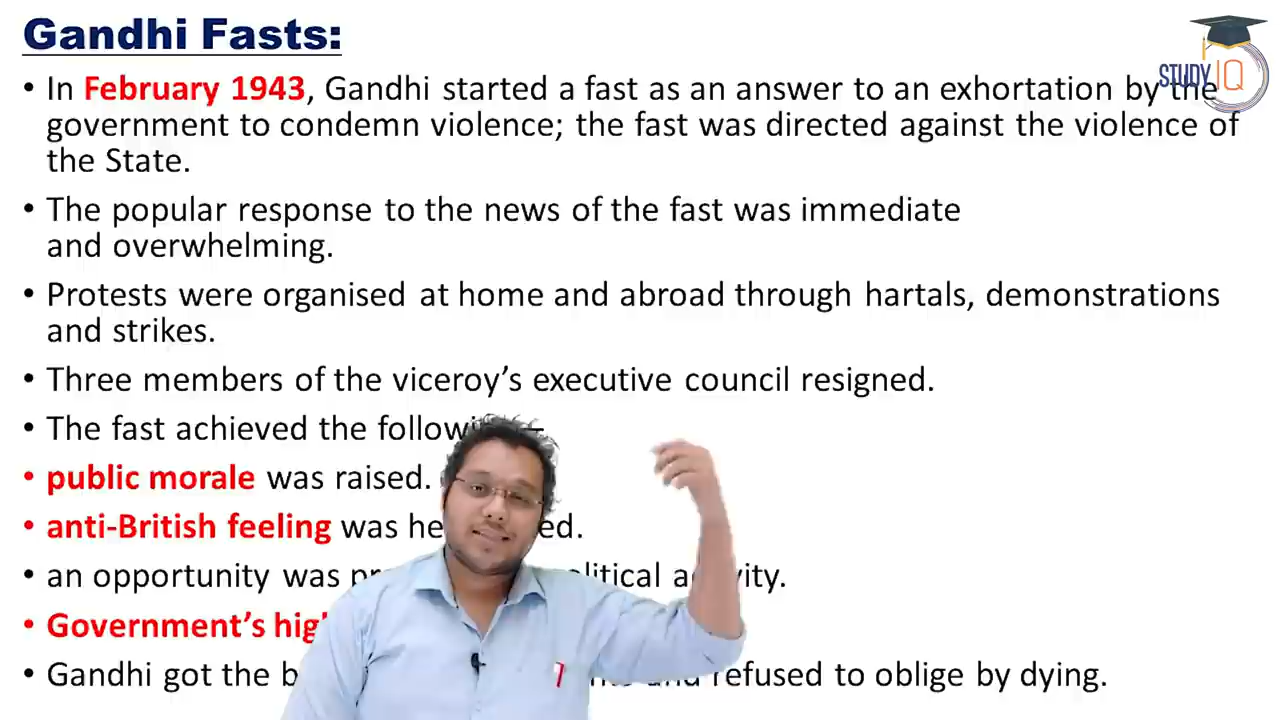 Gandhi Fasts:
STUDY IQ
• In February 1943, Gandhi started a fast as an answer to an exhortation by the
government to condemn violence; the fast was directed against the violence of
the State.
• The popular response to the news of the fast was immediate
and overwhelming.
• Protests were organised at home and abroad through hartals, demonstrations
and strikes.
• Three members of the viceroy’s executive council resigned.
• The fast achieved the
• public morale was raised.
• anti-British feeling was
• an opportunity was
• Government’s
• Gandhi got the and refused to oblige by dying.